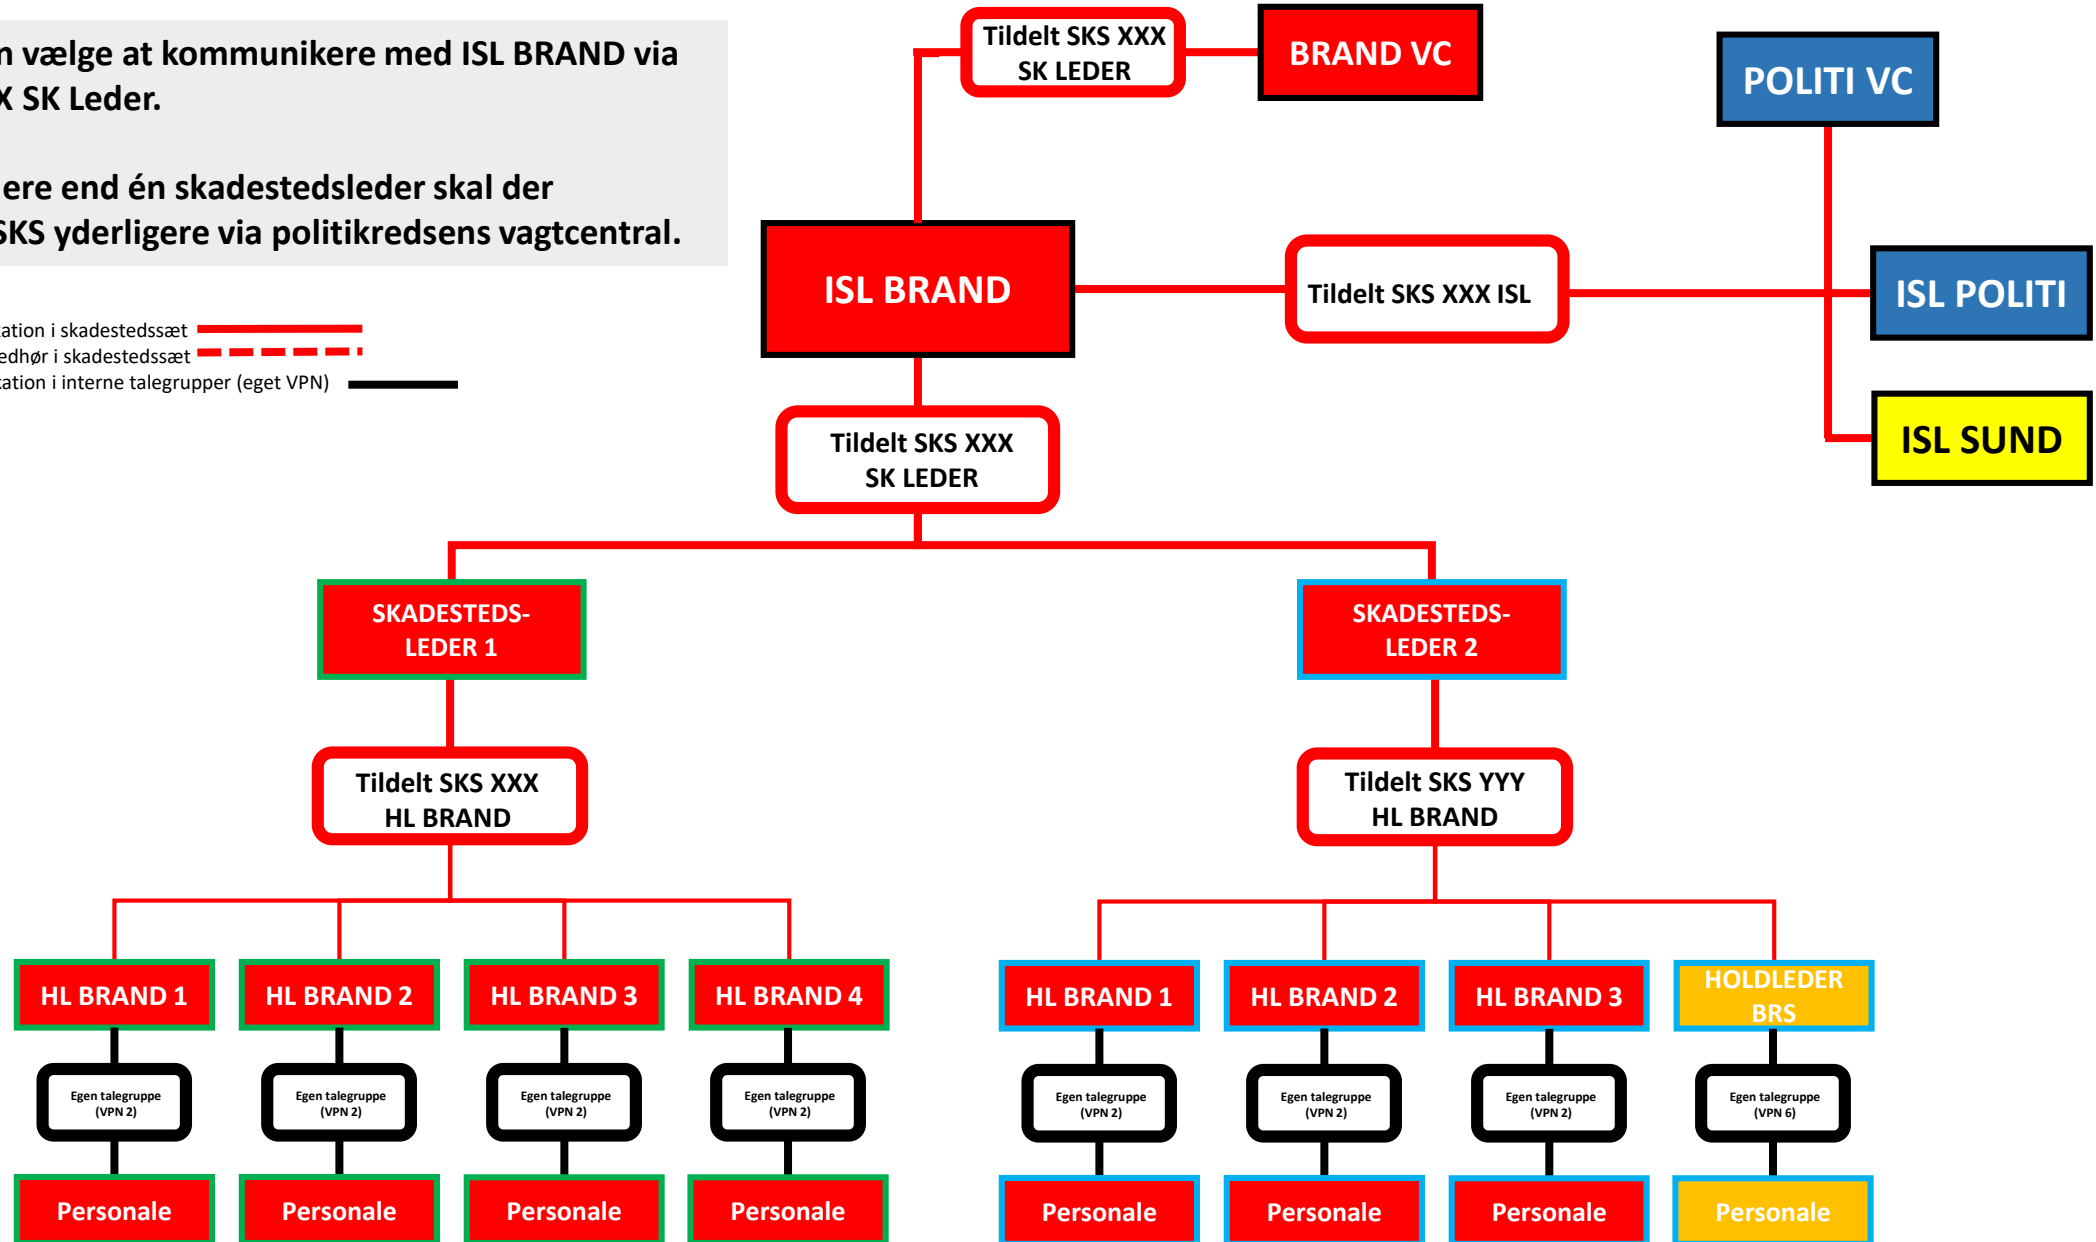 n vælge at kommunikere med ISL BRAND via
X SK Leder.
ere end én skadestedsleder skal der
SKS yderligere via politikredsens vagtcentral.
Tildelt SKS XXX
SK LEDER
BRAND VC
POLITI VC
ISL BRAND
Tildelt SKS XXX ISL
ISL POLITI
ISL SUND
ation i skadestedssæt
edhør i skadestedssæt
ation i interne talegrupper (eget VPN)
Tildelt SKS XXX
SK LEDER
SKADESTEDS-
LEDER 1
SKADESTEDS-
LEDER 2
Tildelt SKS XXX
HL BRAND
Tildelt SKS YYY
HL BRAND
HL BRAND 1
HL BRAND 2
HL BRAND 3
HL BRAND 4
HL BRAND 1
HL BRAND 2
HL BRAND 3
HOLDLEDER
BRS
Egen talegruppe
(VPN 2)
Egen talegruppe
(VPN 2)
Egen talegruppe
(VPN 2)
Egen talegruppe
(VPN 2)
Egen talegruppe
(VPN 2)
Egen talegruppe
(VPN 2)
Egen talegruppe
(VPN 2)
Egen talegruppe
(VPN 6)
Personale
Personale
Personale
Personale
Personale
Personale
Personale
Personale